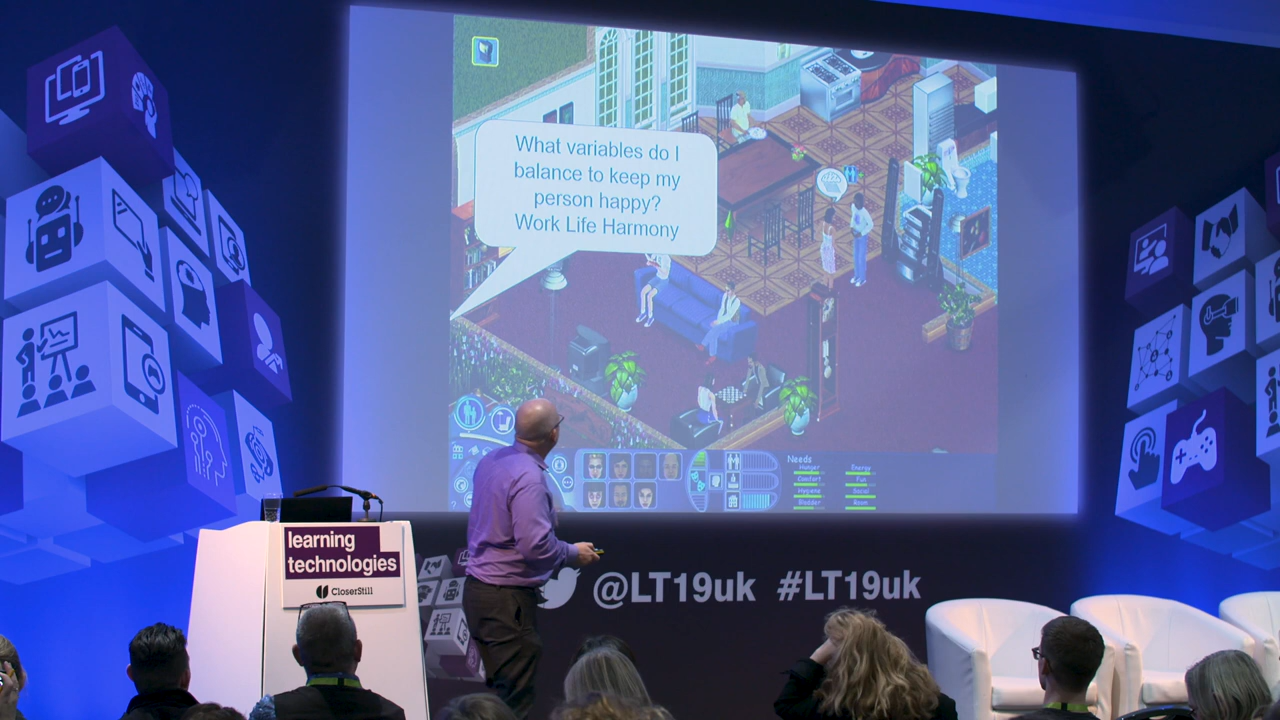 What variables do I
balance to keep my
person happy?
Work Life Harmony
Needs
Hunger
Energy
Comfort
Fun
Hygiene
Social
Bladder
Room
learning
technologies
CloserStill
@LT19uk #LT19uk